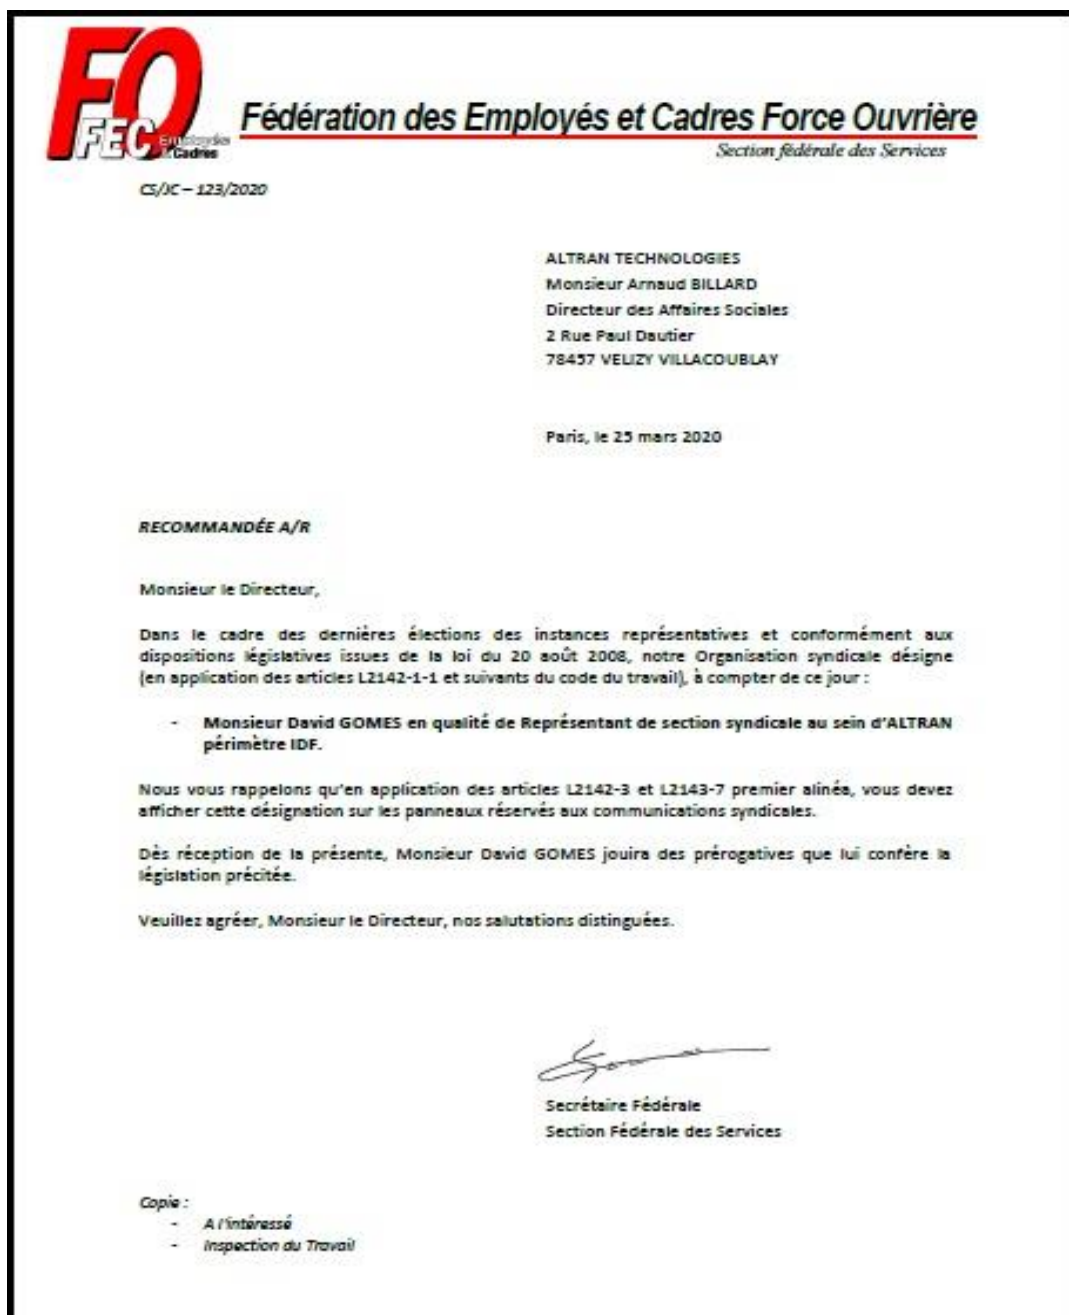 FO
FEC Employés
& Cadres
Fédération des Employés et Cadres Force Ouvrière
Section fédérale des Services
CS/JC – 123/2020
ALTRAN TECHNOLOGIES
Monsieur Arnaud BILLARD
Directeur des Affaires Sociales
2 Rue Paul Dautier
78457 VELIZY VILLACOUBLAY
Paris, le 25 mars 2020
RECOMMANDÉE A/R
Monsieur le Directeur,
Dans le cadre des dernières élections des instances représentatives et conformément aux
dispositions législatives issues de la loi du 20 août 2008, notre Organisation syndicale désigne
(en application des articles L2142-1-1 et suivants du code du travail), à compter de ce jour :
- Monsieur David GOMES en qualité de Représentant de section syndicale au sein d'ALTRAN
périmètre IDF.
Nous vous rappelons qu'en application des articles L2142-3 et L2143-7 premier alinéa, vous devez
afficher cette désignation sur les panneaux réservés aux communications syndicales.
Dès réception de la présente, Monsieur David GOMES jouira des prérogatives que lui confère la
législation précitée.
Veuillez agréer, Monsieur le Directeur, nos salutations distinguées.
Secrétaire Fédérale
Section Fédérale des Services
Copie :
- A l'intéressé
- Inspection du Travail